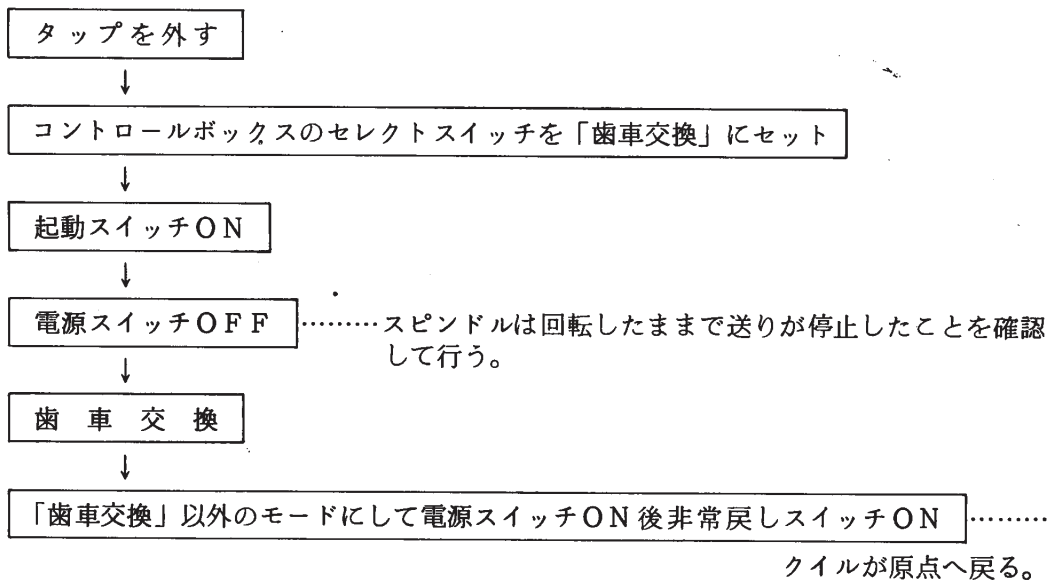 タップを外す
↓
コントロールボックスのセレクトスイッチを「歯車交換」にセット
↓
起動スイッチON
↓
電源スイッチOFF ………スピンドルは回転したままで送りが停止したことを確認
して行う。
↓
歯車交換
↓
「歯車交換」以外のモードにして電源スイッチON後非常戻しスイッチON ………
クイルが原点へ戻る。